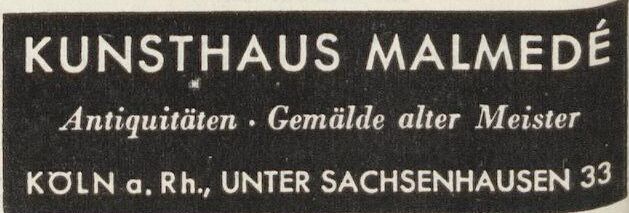 KUNSTHAUS MALMEDÉ
Antiquitäten · Gemälde alter Meister
KÖLN a. Rh., UNTER SACHSENHAUSEN 33